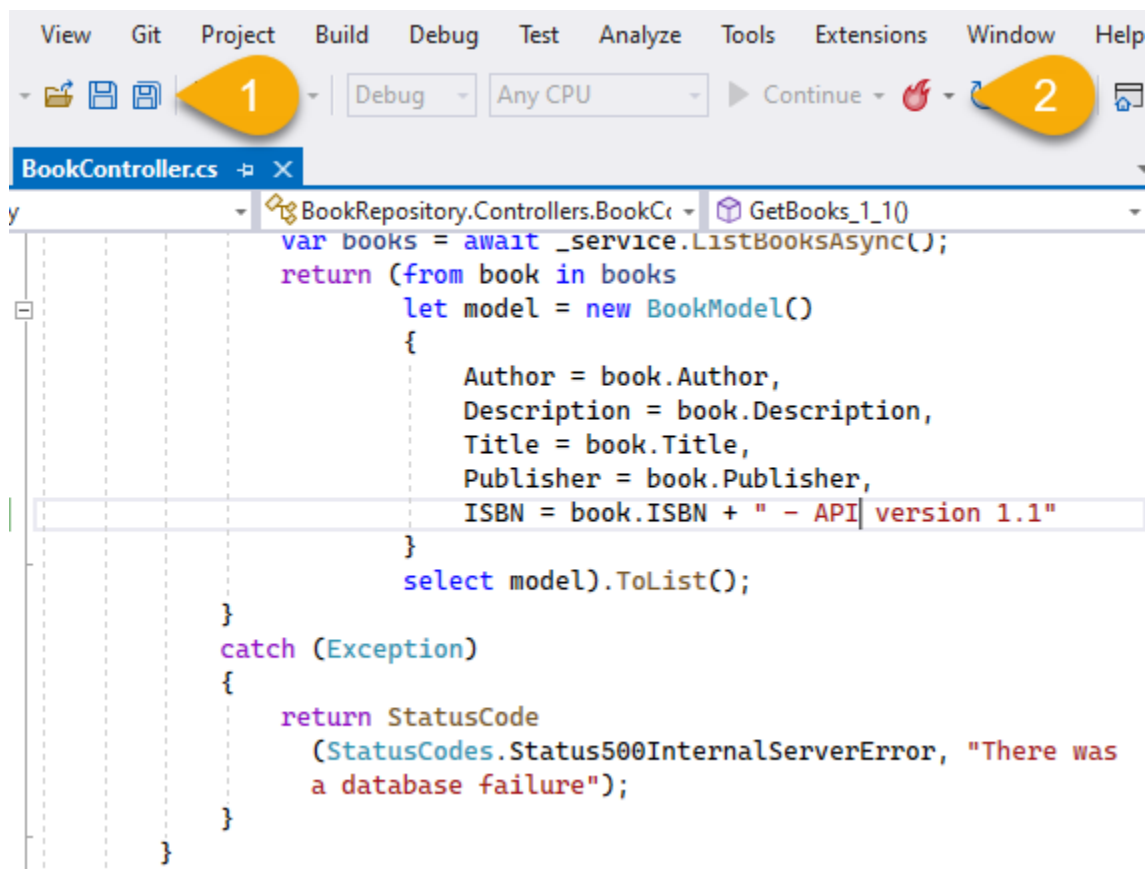 View Git Project Build Debug Test Analyze Tools Extensions Window Help
1 Debug Any CPU Continue 2
BookController.cs
y BookRepository.Controllers.BookCo GetBooks_1_1()
var books = await _service.ListBooksAsync();
return (from book in books
let model = new BookModel()
{
Author = book.Author,
Description = book.Description,
Title = book.Title,
Publisher = book.Publisher,
ISBN = book.ISBN + " - API version 1.1"
}
select model).ToList();
}
catch (Exception)
{
return StatusCode
(StatusCodes.Status500InternalServerError, "There was
a database failure");
}
}